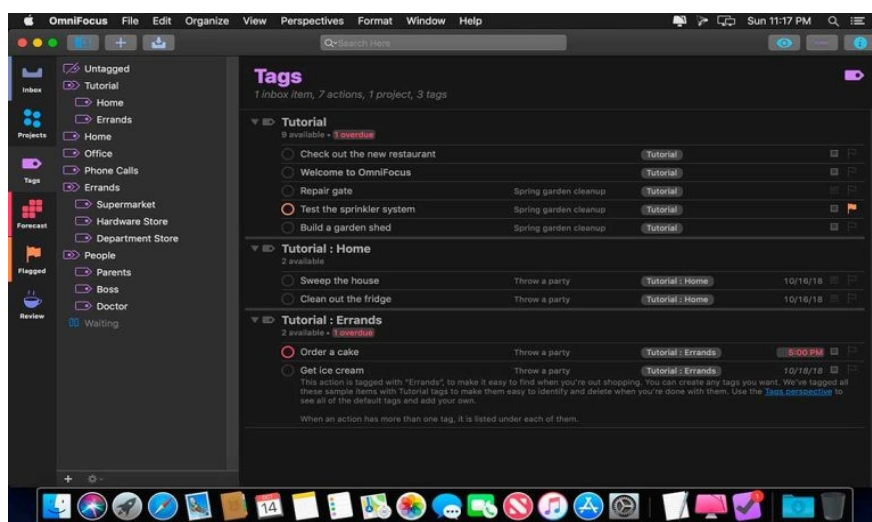 OmniFocus File Edit Organize View Perspectives Format Window Help Sun 11:17 PM
Search Here
Inbox
Projects
Tags
Forecast
Flagged
Review
Untagged
Tutorial
Home
Errands
Home
Office
Phone Calls
Errands
Supermarket
Hardware Store
Department Store
People
Parents
Boss
Doctor
Waiting
Tags
1 inbox item, 7 actions, 1 project, 3 tags
Tutorial
9 available • 1 overdue
Check out the new restaurant Tutorial
Welcome to OmniFocus Tutorial
Repair gate Spring garden cleanup Tutorial
Test the sprinkler system Spring garden cleanup Tutorial
Build a garden shed Spring garden cleanup Tutorial
Tutorial : Home
2 available
Sweep the house Throw a party Tutorial : Home 10/16/18
Clean out the fridge Throw a party Tutorial : Home 10/16/18
Tutorial : Errands
2 available • 1 overdue
Order a cake Throw a party Tutorial : Errands 5:00 PM
Get ice cream Throw a party Tutorial : Errands 10/18/18
This action is tagged with "Errands", to make it easy to find when you're out shopping. You can create any tags you want. We've tagged all
these sample items with Tutorial tags to make them easy to identify and delete when you're done with them. Use the Tags perspective to
see all of the default tags and add your own.
When an action has more than one tag, it is listed under each of them.
14